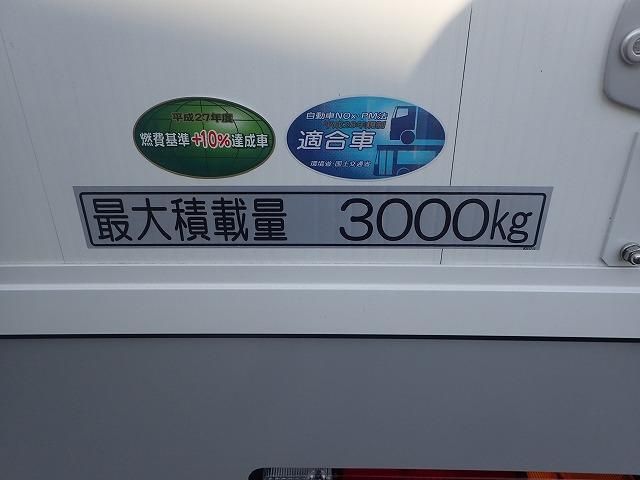 平成27年度
燃費基準+10%達成車
自動車NOx・PM法
適合車
環境省・国土交通省
最大積載量 3000kg